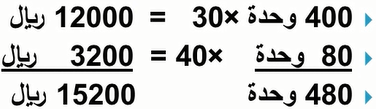 400 وحدة ×30 = 12000 ريال
80 وحدة ×40 = 3200 ريال
480 وحدة 15200 ريال